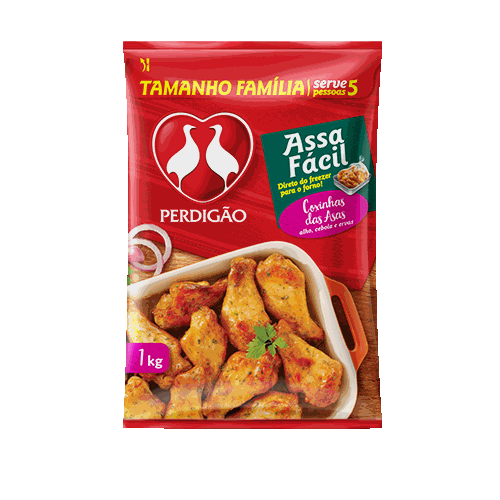 TAMANHO FAMÍLIA
serve
pessoas 5
Assa
Fácil
Direto do freezer
para o forno!
Coxinhas
das Asas
alho, cebola e ervas
PERDIGÃO
1 kg